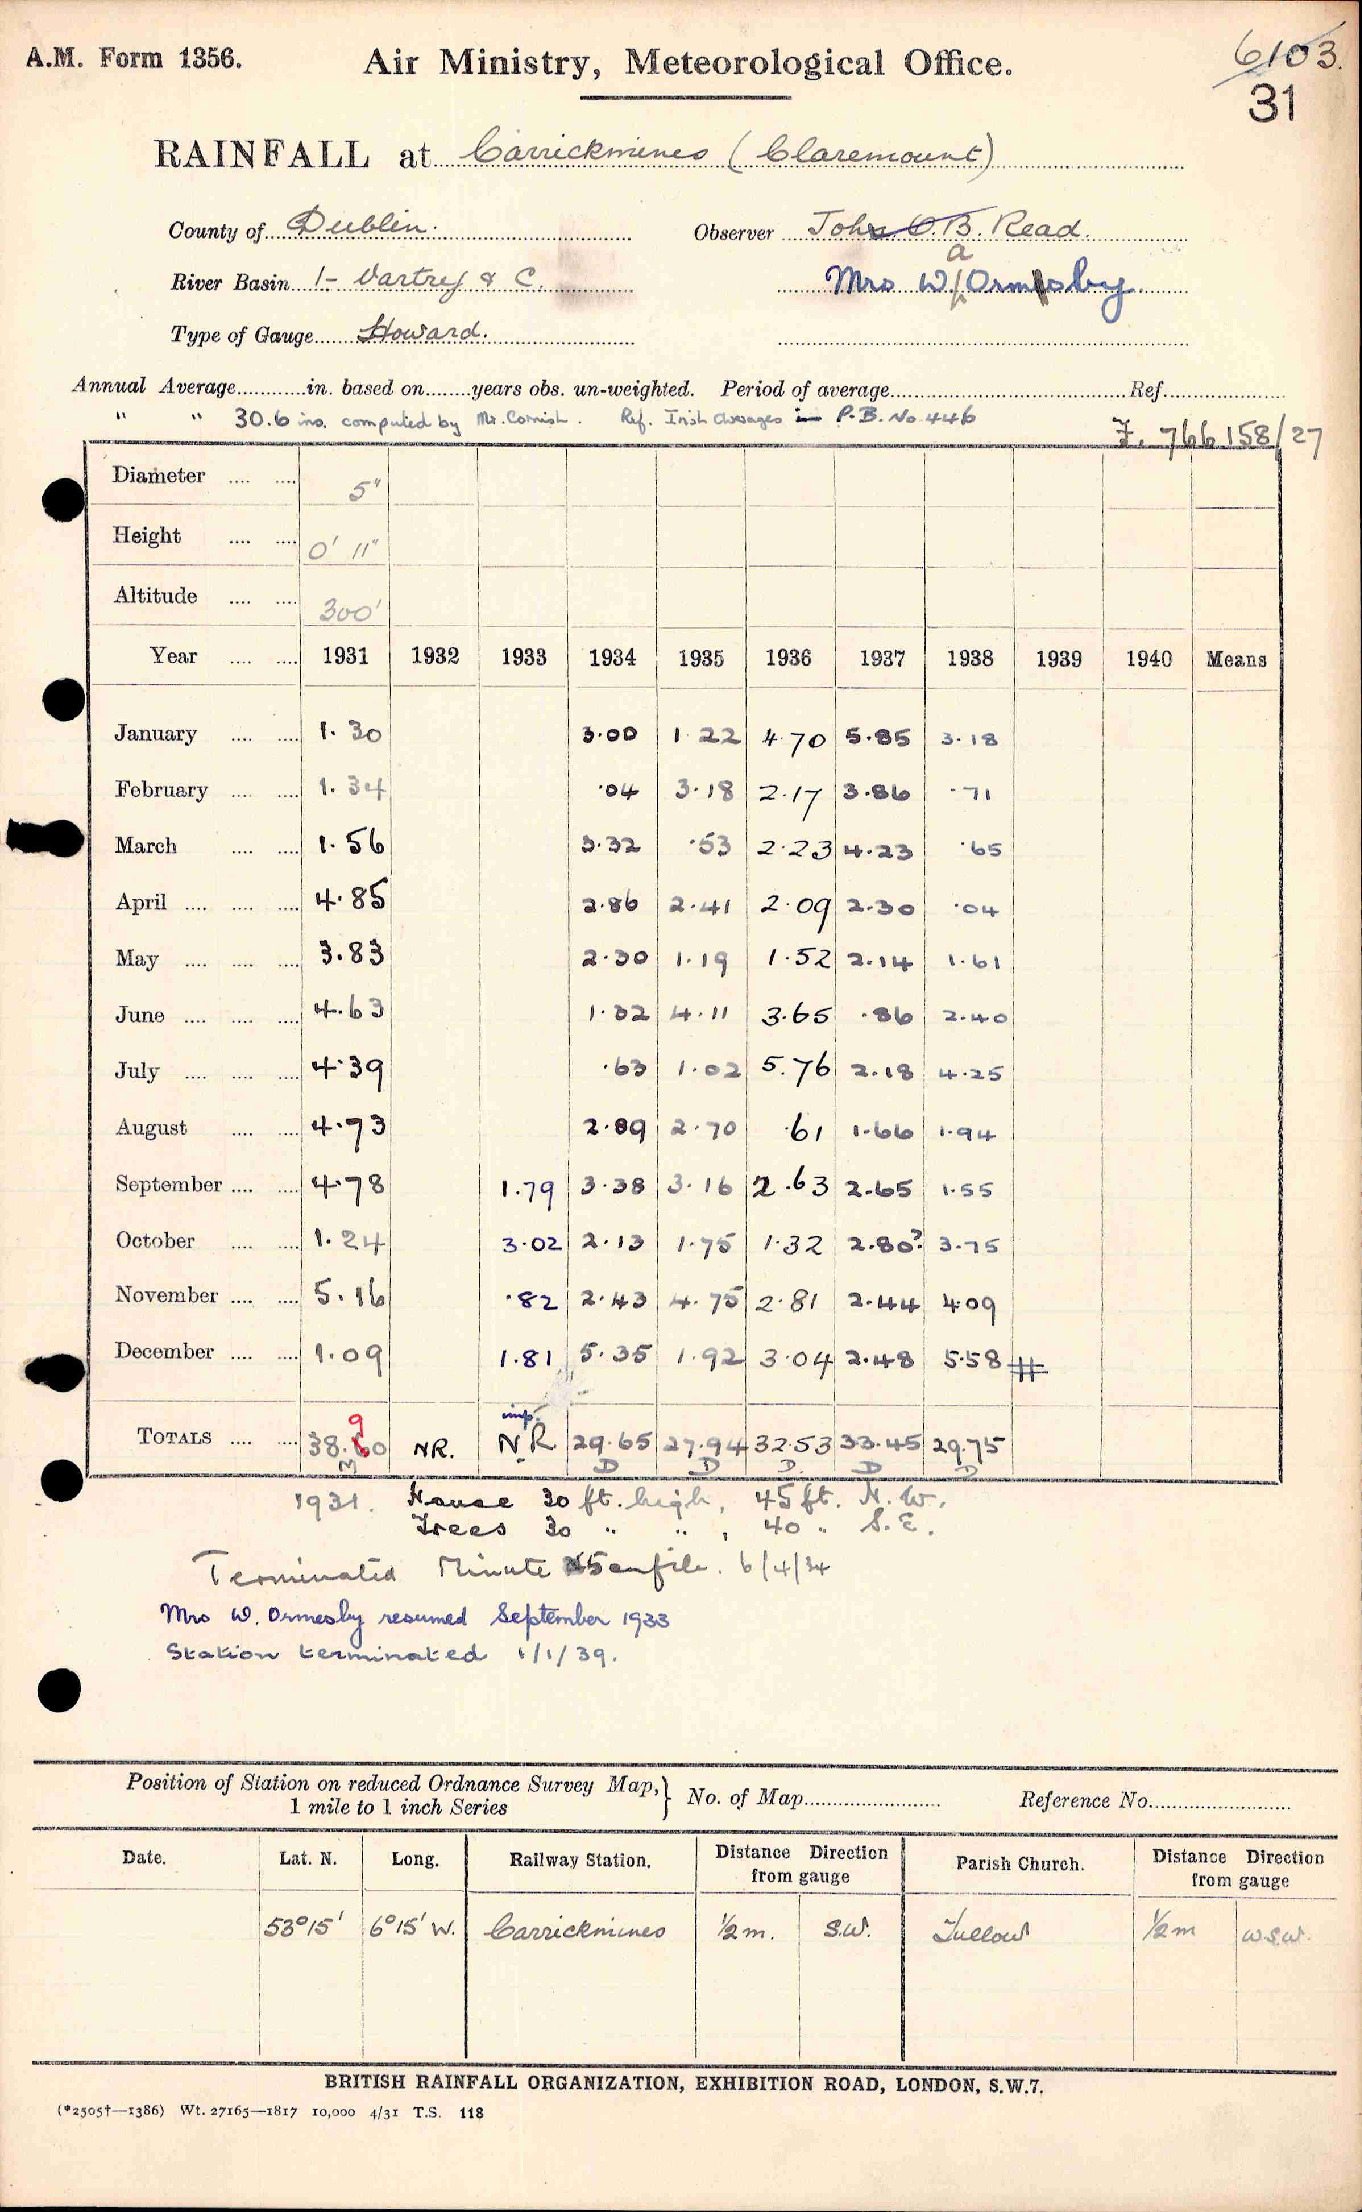 A.M. Form 1356.
Air Ministry, Meteorological Office.
6103.
31
RAINFALL at Carrickmines (Claremount)
County of Dublin. Observer John O.B. Read.
River Basin 1- Vartry & C. Mrs W Ormesby
Type of Gauge Howard.
Annual Average in. based on years obs. un-weighted. Period of average Ref.
" " 30.6 ins. computed by Mr. Cornish. Ref. Irish Averages in P.B. No. 446
F. 766158/27
Diameter .... .... 5"
Height .... .... 0' 11"
Altitude .... .... 300'
Year .... .... 1931 1932 1933 1934 1935 1936 1937 1938 1939 1940 Means
January .... .... 1.30 3.00 1.22 4.70 5.85 3.18
February .... .... 1.34 .04 3.18 2.17 3.86 .71
March .... .... 1.56 3.32 .53 2.23 4.23 .65
April .... .... .... 4.85 2.86 2.41 2.09 2.30 .04
May .... .... .... 3.83 2.30 1.19 1.52 2.14 1.61
June .... .... .... 4.63 1.32 4.11 3.65 .86 2.40
July .... .... .... 4.39 .63 1.02 5.76 2.18 4.25
August .... .... 4.73 2.89 2.70 .61 1.66 1.94
September .... .... 4.78 1.79 3.38 3.16 2.63 2.65 1.55
October .... .... 1.24 3.02 2.13 1.75 1.32 2.80? 3.75
November .... .... 5.16 .82 2.43 4.75 2.81 2.44 4.09
December .... .... 1.09 1.81 5.35 1.92 3.04 2.48 5.58
9 imp.
TOTALS .... .... 38.60 NR. NR 29.65 27.94 32.53 33.45 29.75
M D D D. D D
1931. House 30 ft. high, 45 ft. N.W.
Trees 30 " " , 40 " S.E.
Terminated Minute 45 on file. 6/4/34
Mrs W. Ormesby resumed September 1933
Station terminated 1/1/39.
Position of Station on reduced Ordnance Survey Map, 1 mile to 1 inch Series } No. of Map Reference No.
Date. Lat. N. Long. Railway Station. Distance Direction from gauge Parish Church. Distance Direction from gauge
53°15' 6°15' W. Carrickmines ½ m. S.W. Tullow ½ m W.S.W.
BRITISH RAINFALL ORGANIZATION, EXHIBITION ROAD, LONDON, S.W.7.
(*2505†—1386) Wt. 27165—1817 10,000 4/31 T.S. 118